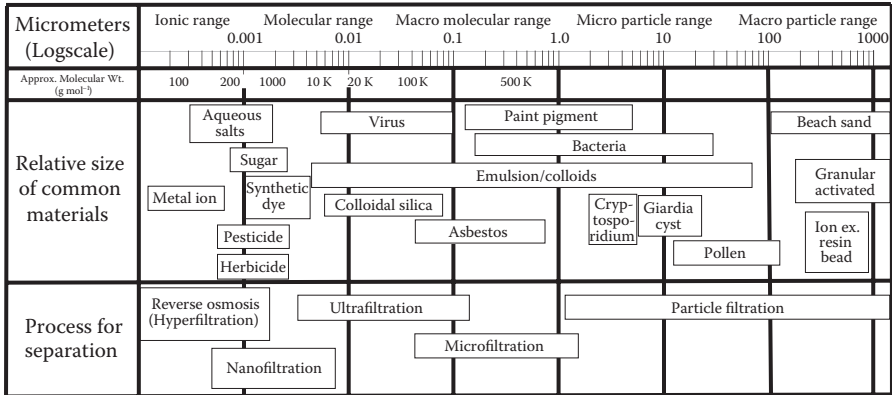 Micrometers
(Logscale)
Ionic range Molecular range Macro molecular range Micro particle range Macro particle range
0.001 0.01 0.1 1.0 10 100 1000
Approx. Molecular Wt.
(g mol⁻¹)
100 200 1000 10 K 20 K 100 K 500 K
Relative size
of common
materials
Aqueous
salts
Virus
Paint pigment
Beach sand
Bacteria
Sugar
Emulsion/colloids
Granular
activated
Metal ion
Synthetic
dye
Colloidal silica
Cryp-
tospo-
ridium
Giardia
cyst
Ion ex.
resin
bead
Asbestos
Pesticide
Pollen
Herbicide
Process for
separation
Reverse osmosis
(Hyperfiltration)
Ultrafiltration
Particle filtration
Microfiltration
Nanofiltration